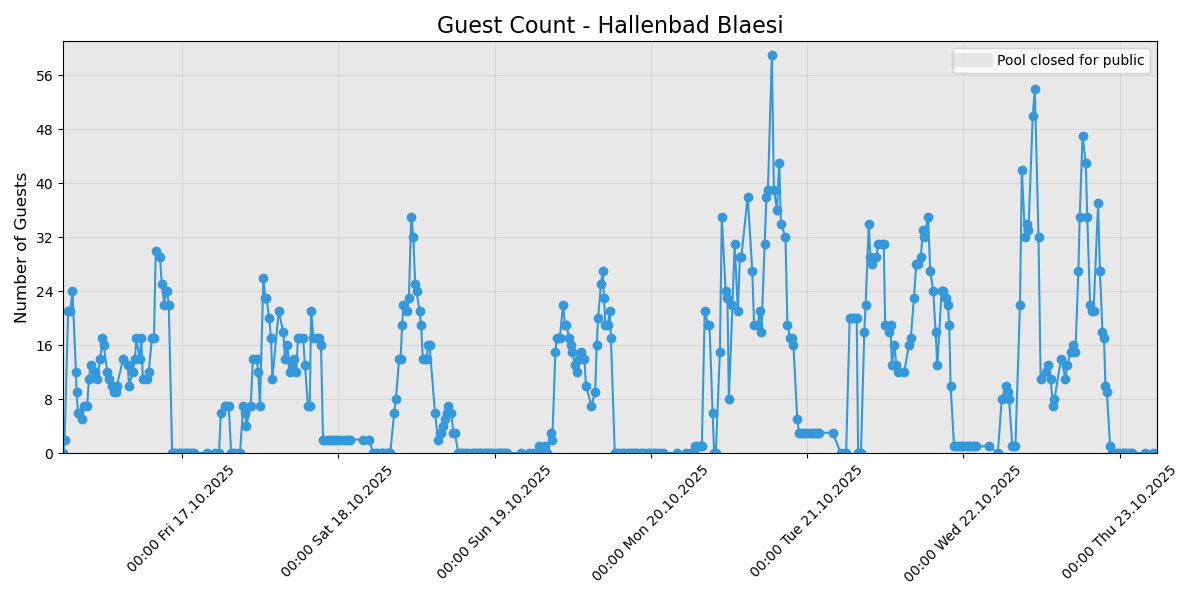 Guest Count - Hallenbad Blaesi
Pool closed for public
Number of Guests
56
48
40
32
24
16
8
0
00:00 Fri 17.10.2025
00:00 Sat 18.10.2025
00:00 Sun 19.10.2025
00:00 Mon 20.10.2025
00:00 Tue 21.10.2025
00:00 Wed 22.10.2025
00:00 Thu 23.10.2025